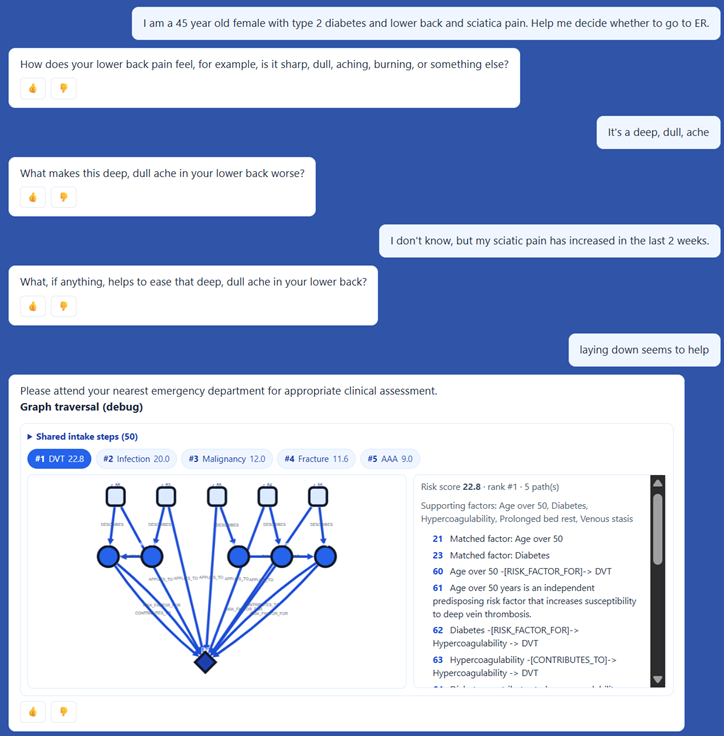 I am a 45 year old female with type 2 diabetes and lower back and sciatica pain. Help me decide whether to go to ER.
How does your lower back pain feel, for example, is it sharp, dull, aching, burning, or something else?
It's a deep, dull, ache
What makes this deep, dull ache in your lower back worse?
I don't know, but my sciatic pain has increased in the last 2 weeks.
What, if anything, helps to ease that deep, dull ache in your lower back?
laying down seems to help
Please attend your nearest emergency department for appropriate clinical assessment.
Graph traversal (debug)
Shared intake steps (50)
#1 DVT 22.8
#2 Infection 20.0
#3 Malignancy 12.0
#4 Fracture 11.6
#5 AAA 9.0
DESCRIBES
DESCRIBES
DESCRIBES
DESCRIBES
APPLIES_TO
APPLIES_TO
APPLIES_TO
APPLIES_TO
Risk score 22.8 · rank #1 · 5 path(s)
Supporting factors: Age over 50, Diabetes,
Hypercoagulability, Prolonged bed rest, Venous stasis
21 Matched factor: Age over 50
23 Matched factor: Diabetes
60 Age over 50 -[RISK_FACTOR_FOR]-> DVT
61 Age over 50 years is an independent
predisposing risk factor that increases susceptibility
to deep vein thrombosis.
62 Diabetes -[RISK_FACTOR_FOR]->
Hypercoagulability -> DVT
63 Hypercoagulability -[CONTRIBUTES_TO]->
Hypercoagulability -> DVT